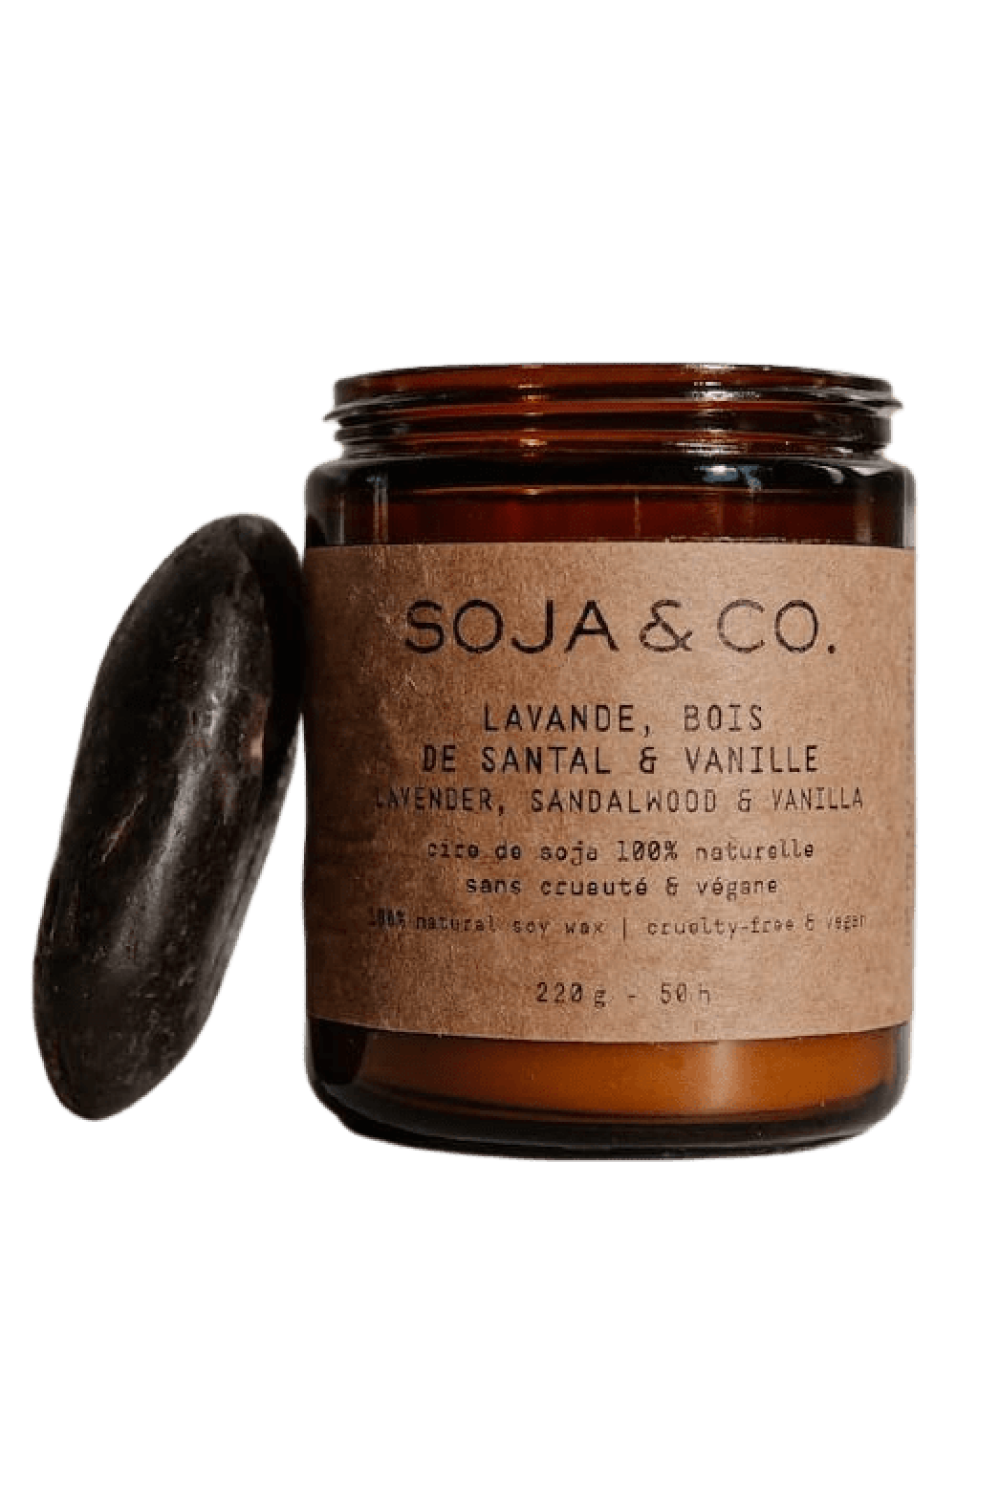 SOJA & CO.
LAVANDE, BOIS
DE SANTAL & VANILLE
LAVENDER, SANDALWOOD & VANILLA
cire de soja 100% naturelle
sans cruauté & végane
100% natural soy wax | cruelty-free & vegan
220 g - 50 h